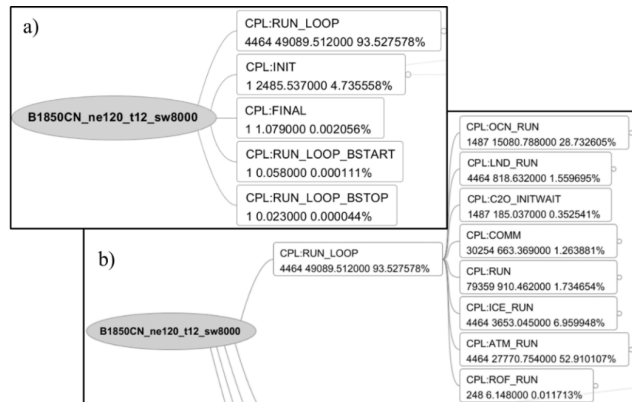 a)
B1850CN_ne120_t12_sw8000
CPL:RUN_LOOP
4464 49089.512000 93.527578%
CPL:INIT
1 2485.537000 4.735558%
CPL:FINAL
1 1.079000 0.002056%
CPL:RUN_LOOP_BSTART
1 0.058000 0.000111%
CPL:RUN_LOOP_BSTOP
1 0.023000 0.000044%
b)
B1850CN_ne120_t12_sw8000
CPL:RUN_LOOP
4464 49089.512000 93.527578%
CPL:OCN_RUN
1487 15080.788000 28.732605%
CPL:LND_RUN
4464 818.632000 1.559695%
CPL:C2O_INITWAIT
1487 185.037000 0.352541%
CPL:COMM
30254 663.369000 1.263881%
CPL:RUN
79359 910.462000 1.734654%
CPL:ICE_RUN
4464 3653.045000 6.959948%
CPL:ATM_RUN
4464 27770.754000 52.910107%
CPL:ROF_RUN
248 6.148000 0.011713%